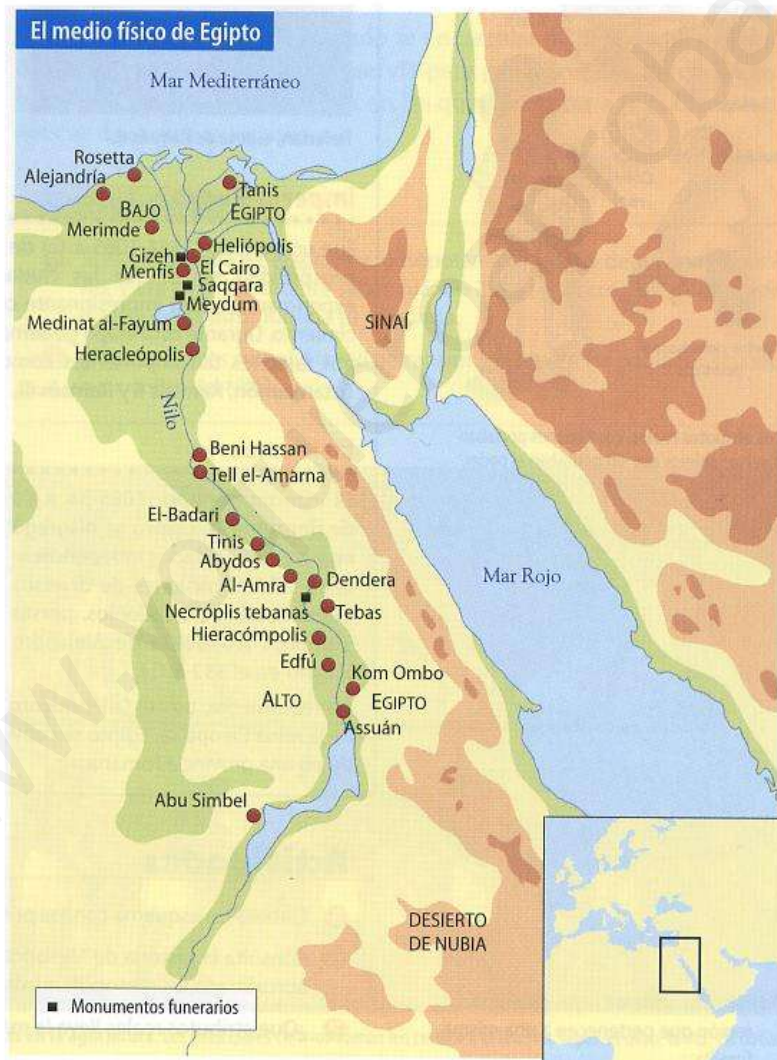 El medio físico de Egipto
Mar Mediterráneo
Rosetta
Alejandría
Tanis
BAJO
EGIPTO
Merimde
Heliópolis
Gizeh
El Cairo
Menfis
Saqqara
Meydum
Medinat al-Fayum
SINAÍ
Heracleópolis
Nilo
Beni Hassan
Tell el-Amarna
El-Badari
Tinis
Abydos
Al-Amra
Dendera
Mar Rojo
Necróplis tebanas
Tebas
Hieracómpolis
Edfú
Kom Ombo
ALTO
EGIPTO
Assuán
Abu Simbel
DESIERTO
DE NUBIA
Monumentos funerarios